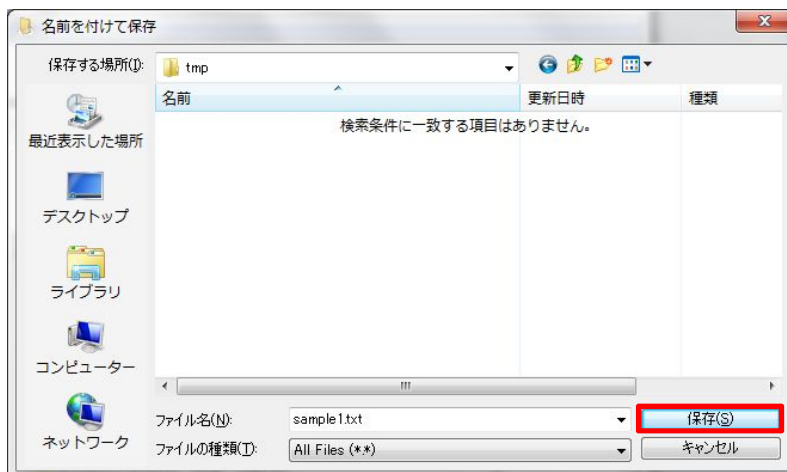 名前を付けて保存
保存する場所(I):
tmp
名前
更新日時
種類
検索条件に一致する項目はありません。
最近表示した場所
デスクトップ
ライブラリ
コンピューター
ネットワーク
ファイル名(N):
sample1.txt
保存(S)
ファイルの種類(T):
All Files (*.*)
キャンセル